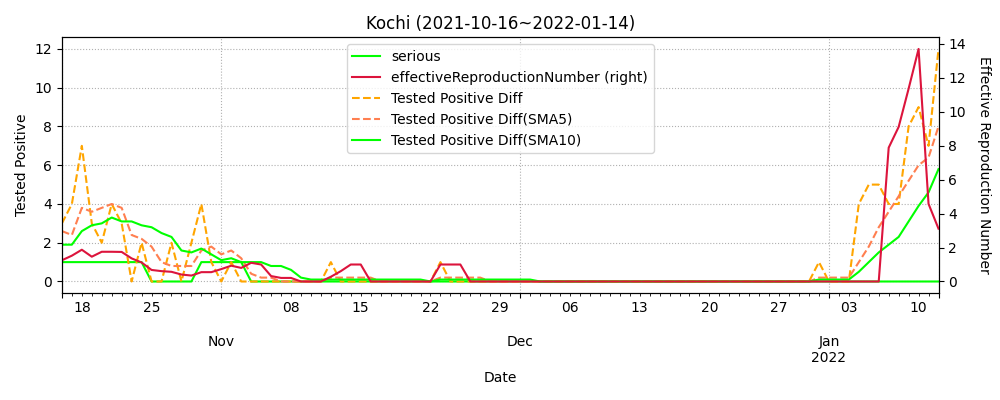 Kochi (2021-10-16~2022-01-14)
serious
effectiveReproductionNumber (right)
Tested Positive Diff
Tested Positive Diff(SMA5)
Tested Positive Diff(SMA10)
Tested Positive
12
10
8
6
4
2
0
Effective Reproduction Number
14
12
10
8
6
4
2
0
18 25 08 15 22 29 06 13 20 27 03 10
Nov Dec Jan
2022
Date